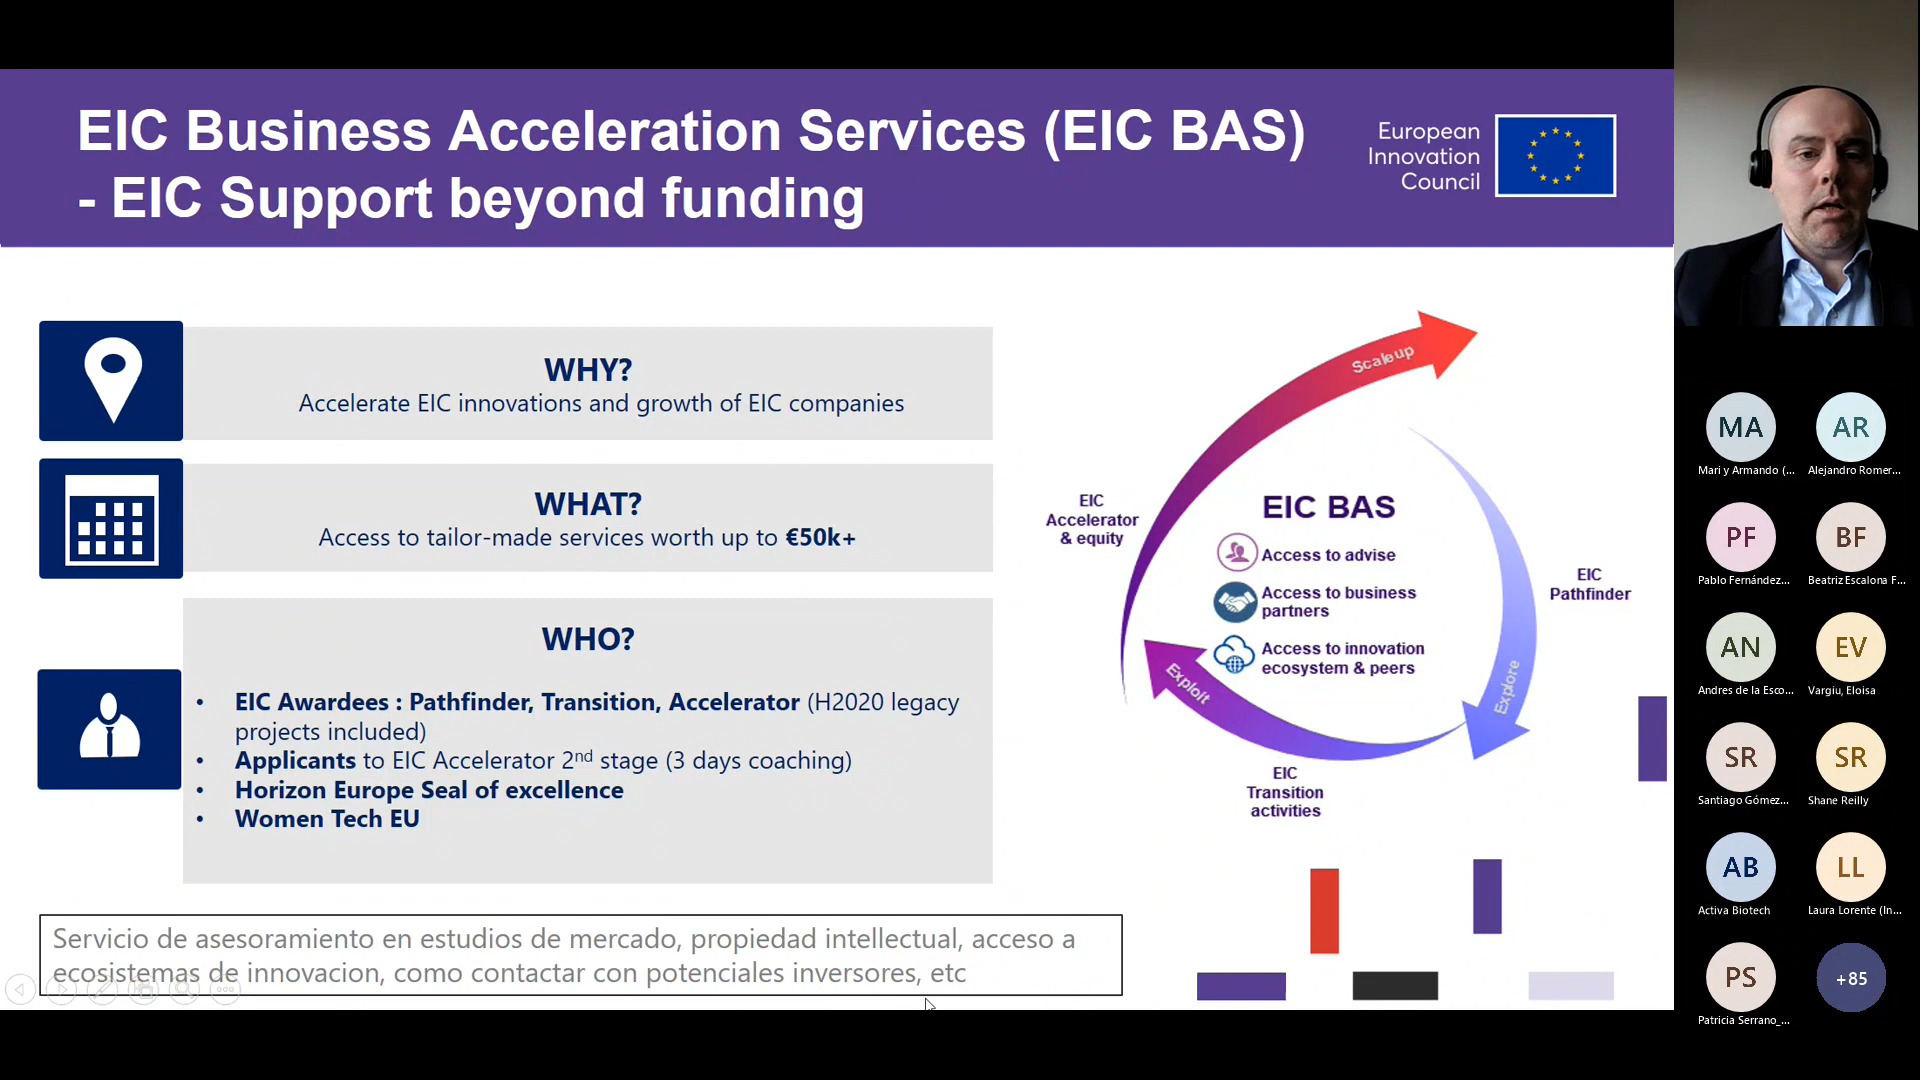 EIC Business Acceleration Services (EIC BAS)
- EIC Support beyond funding
European
Innovation
Council
WHY?
Accelerate EIC innovations and growth of EIC companies
WHAT?
Access to tailor-made services worth up to €50k+
WHO?
• EIC Awardees : Pathfinder, Transition, Accelerator (H2020 legacy
projects included)
• Applicants to EIC Accelerator 2nd stage (3 days coaching)
• Horizon Europe Seal of excellence
• Women Tech EU
Scaleup
EIC
Accelerator
& equity
EIC BAS
Access to advise
Access to business
partners
Access to innovation
ecosystem & peers
EIC
Pathfinder
Exploit
Explore
EIC
Transition
activities
Servicio de asesoramiento en estudios de mercado, propiedad intellectual, acceso a
ecosistemas de innovacion, como contactar con potenciales inversores, etc
MA
AR
Mari y Armando (...
Alejandro Romer...
PF
BF
Pablo Fernández...
Beatriz Escalona F...
AN
EV
Andres de la Esco...
Vargiu, Eloisa
SR
SR
Santiago Gómez...
Shane Reilly
AB
LL
Activa Biotech
Laura Lorente (In...
PS
+85
Patricia Serrano_...